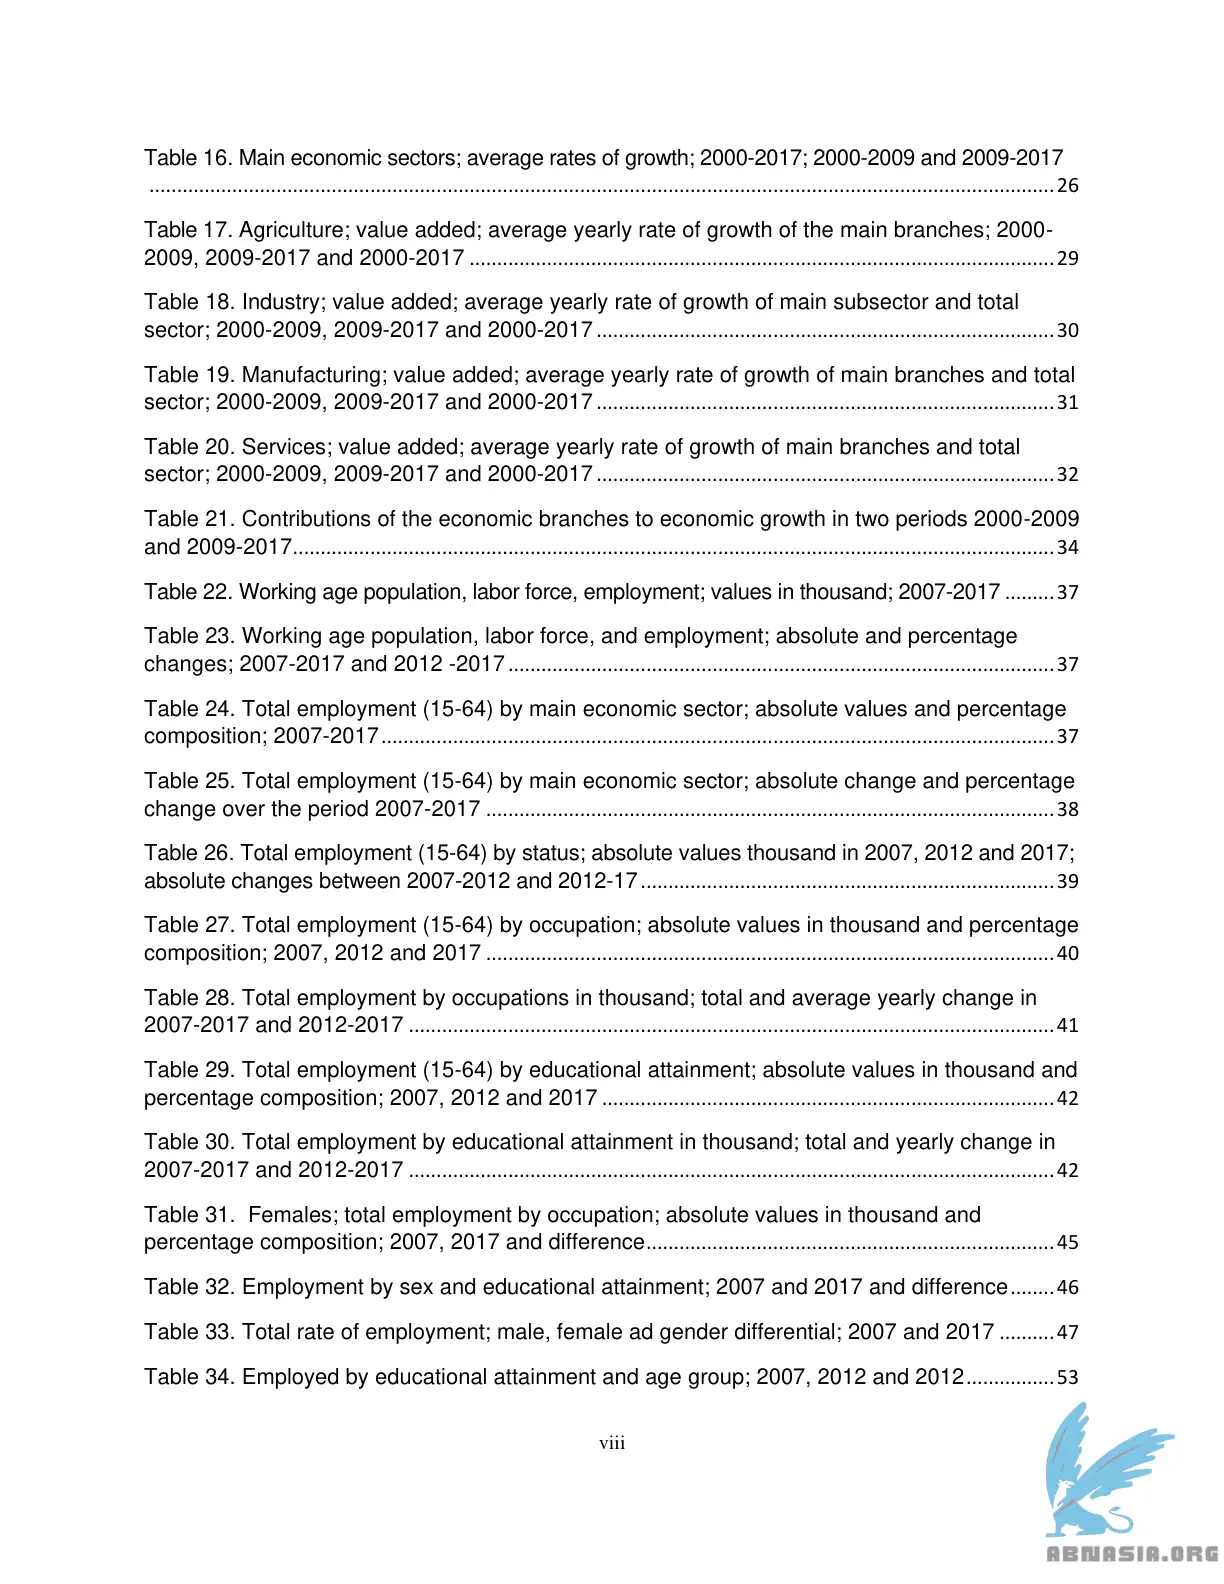 Table 16. Main economic sectors; average rates of growth; 2000-2017; 2000-2009 and 2009-2017
.................................................................................................................................................................... 26
Table 17. Agriculture; value added; average yearly rate of growth of the main branches; 2000-
2009, 2009-2017 and 2000-2017 .......................................................................................................... 29
Table 18. Industry; value added; average yearly rate of growth of main subsector and total
sector; 2000-2009, 2009-2017 and 2000-2017 ................................................................................... 30
Table 19. Manufacturing; value added; average yearly rate of growth of main branches and total
sector; 2000-2009, 2009-2017 and 2000-2017 ................................................................................... 31
Table 20. Services; value added; average yearly rate of growth of main branches and total
sector; 2000-2009, 2009-2017 and 2000-2017 ................................................................................... 32
Table 21. Contributions of the economic branches to economic growth in two periods 2000-2009
and 2009-2017.......................................................................................................................................... 34
Table 22. Working age population, labor force, employment; values in thousand; 2007-2017 ......... 37
Table 23. Working age population, labor force, and employment; absolute and percentage
changes; 2007-2017 and 2012 -2017 ................................................................................................... 37
Table 24. Total employment (15-64) by main economic sector; absolute values and percentage
composition; 2007-2017.......................................................................................................................... 37
Table 25. Total employment (15-64) by main economic sector; absolute change and percentage
change over the period 2007-2017 ....................................................................................................... 38
Table 26. Total employment (15-64) by status; absolute values thousand in 2007, 2012 and 2017;
absolute changes between 2007-2012 and 2012-17 ........................................................................... 39
Table 27. Total employment (15-64) by occupation; absolute values in thousand and percentage
composition; 2007, 2012 and 2017 ....................................................................................................... 40
Table 28. Total employment by occupations in thousand; total and average yearly change in
2007-2017 and 2012-2017 ..................................................................................................................... 41
Table 29. Total employment (15-64) by educational attainment; absolute values in thousand and
percentage composition; 2007, 2012 and 2017 .................................................................................. 42
Table 30. Total employment by educational attainment in thousand; total and yearly change in
2007-2017 and 2012-2017 ..................................................................................................................... 42
Table 31.  Females; total employment by occupation; absolute values in thousand and
percentage composition; 2007, 2017 and difference.......................................................................... 45
Table 32. Employment by sex and educational attainment; 2007 and 2017 and difference........ 46
Table 33. Total rate of employment; male, female ad gender differential; 2007 and 2017 .......... 47
Table 34. Employed by educational attainment and age group; 2007, 2012 and 2012................ 53
viii
ABNASIA.ORG